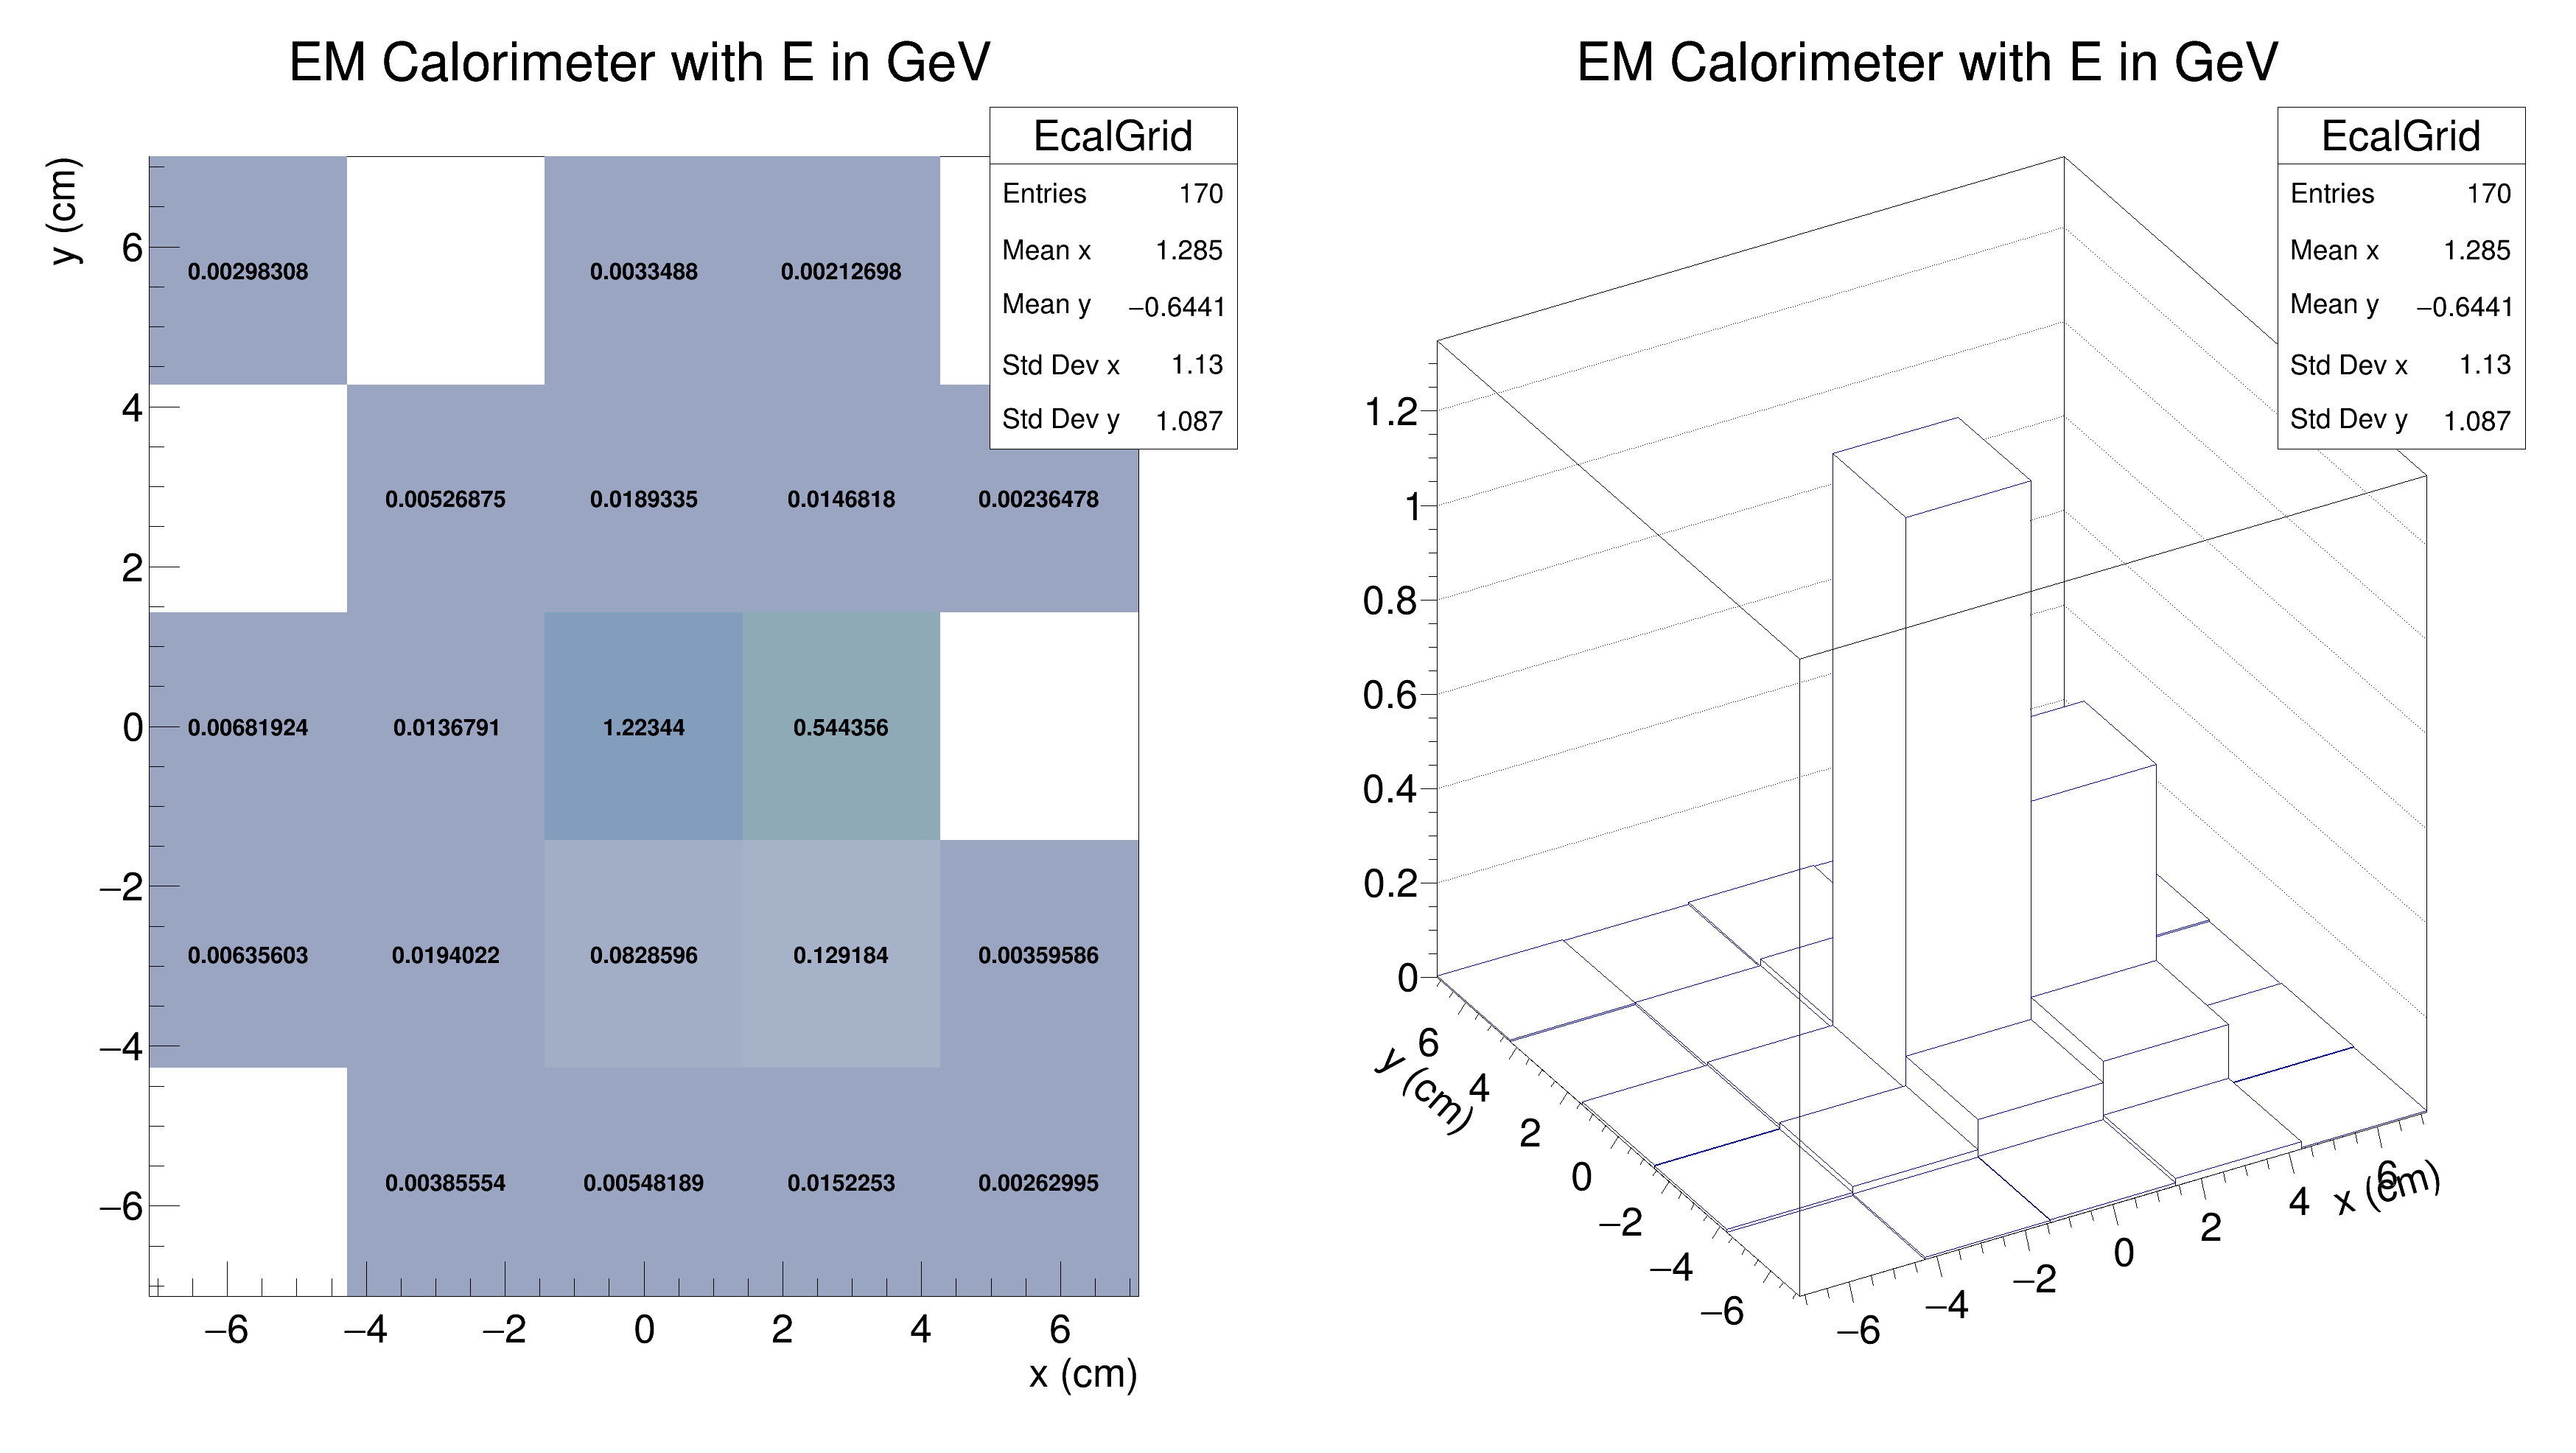 EM Calorimeter with E in GeV
EcalGrid
Entries 170
Mean x 1.285
Mean y −0.6441
Std Dev x 1.13
Std Dev y 1.087
y (cm)
6
4
2
0
−2
−4
−6
0.00298308 0.0033488 0.00212698
0.00526875 0.0189335 0.0146818 0.00236478
0.00681924 0.0136791 1.22344 0.544356
0.00635603 0.0194022 0.0828596 0.129184 0.00359586
0.00385554 0.00548189 0.0152253 0.00262995
−6 −4 −2 0 2 4 6
x (cm)
EM Calorimeter with E in GeV
EcalGrid
Entries 170
Mean x 1.285
Mean y −0.6441
Std Dev x 1.13
Std Dev y 1.087
1.2
1
0.8
0.6
0.4
0.2
0
y (cm)
6
4
2
0
−2
−4
−6
−6 −4 −2 0 2 4 6
x (cm)